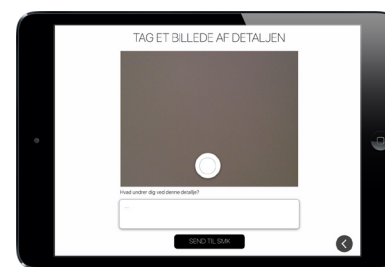 TAG ET BILLEDE AF DETALJEN
Hvad undrer dig ved denne detalje?
SEND TIL SMK